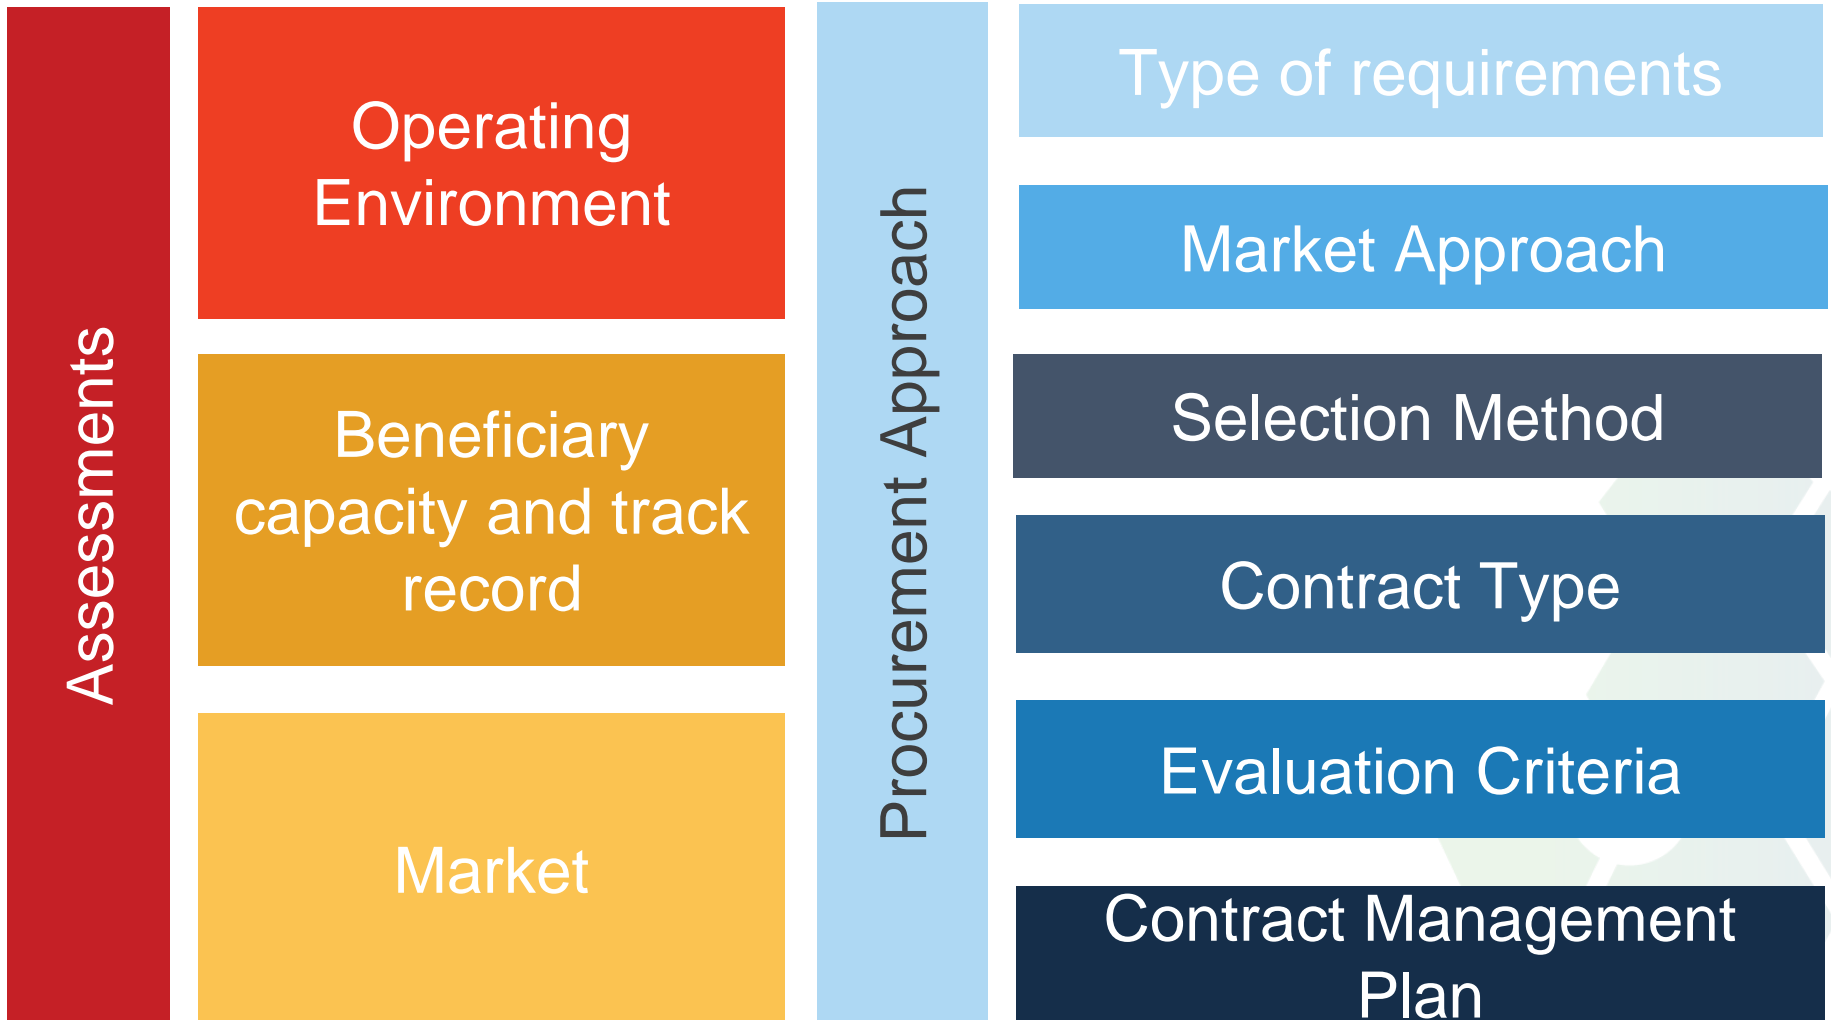 Assessments
Operating
Environment
Beneficiary
capacity and track
record
Market
Procurement Approach
Type of requirements
Market Approach
Selection Method
Contract Type
Evaluation Criteria
Contract Management
Plan